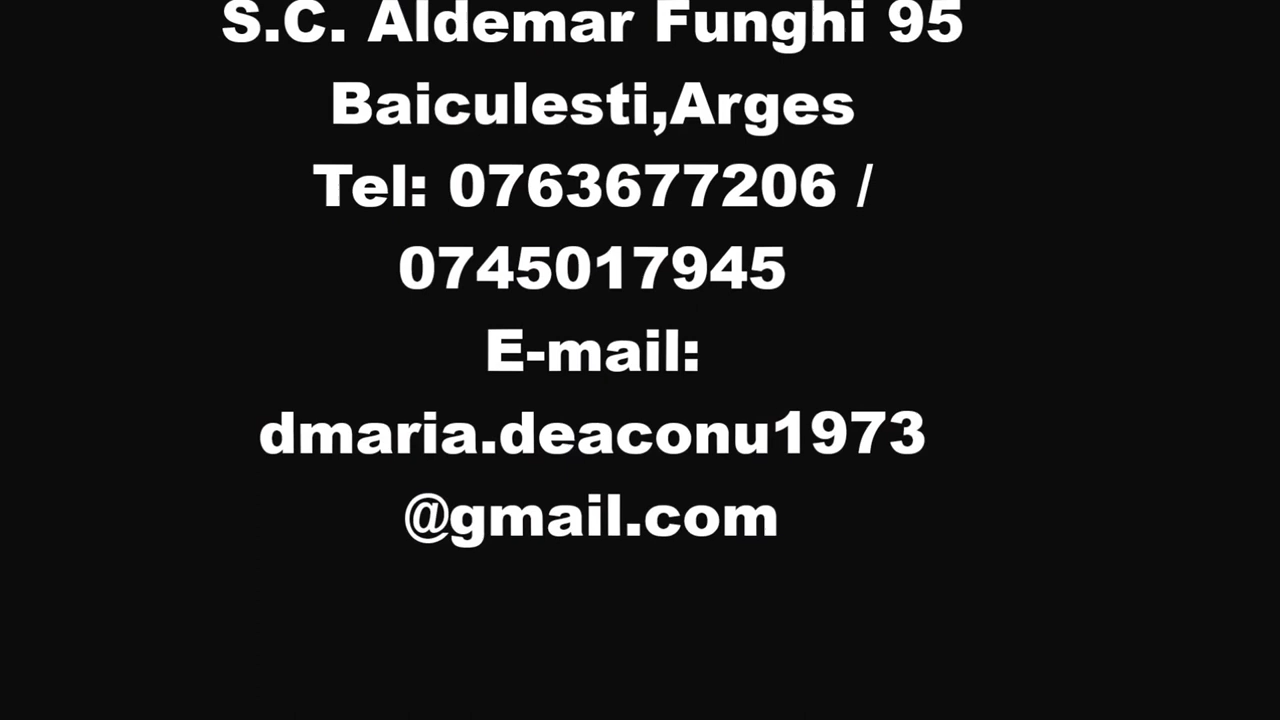 S.C. Aldemar Funghi 95
Baiculesti,Arges
Tel: 0763677206 /
0745017945
E-mail:
dmaria.deaconu1973
@gmail.com